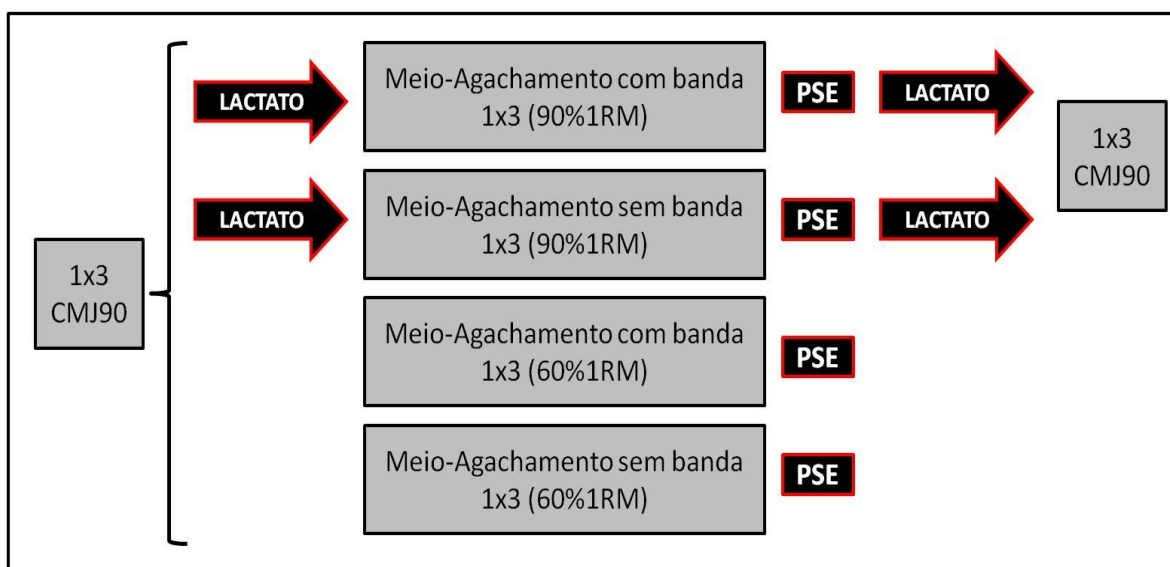 1x3
CMJ90
LACTATO
Meio-Agachamento com banda
1x3 (90%1RM)
PSE
LACTATO
LACTATO
Meio-Agachamento sem banda
1x3 (90%1RM)
PSE
LACTATO
Meio-Agachamento com banda
1x3 (60%1RM)
PSE
Meio-Agachamento sem banda
1x3 (60%1RM)
PSE
1x3
CMJ90